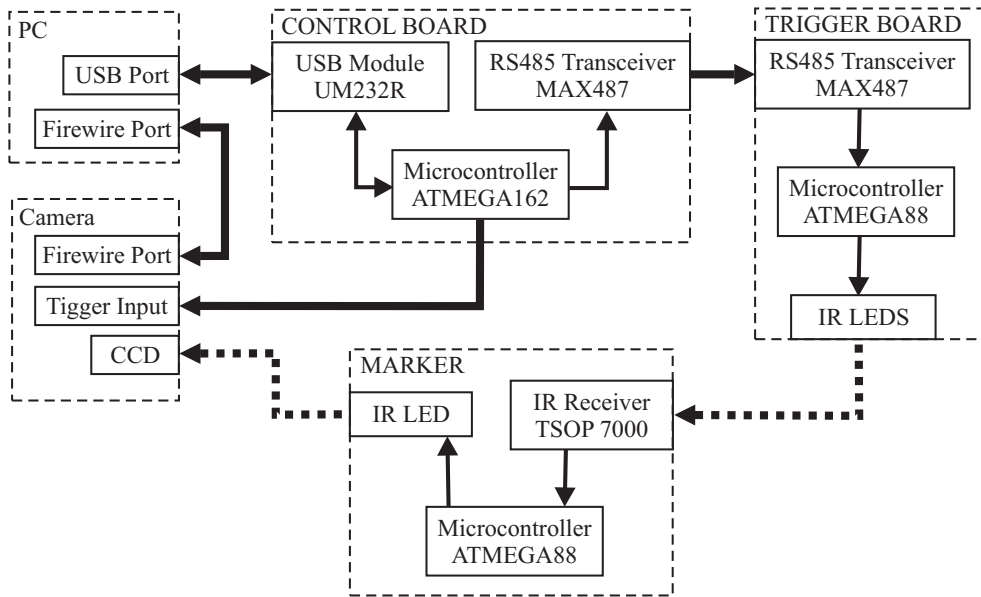 PC
USB Port
Firewire Port
Camera
Firewire Port
Tigger Input
CCD
CONTROL BOARD
USB Module
UM232R
RS485 Transceiver
MAX487
Microcontroller
ATMEGA162
TRIGGER BOARD
RS485 Transceiver
MAX487
Microcontroller
ATMEGA88
IR LEDS
MARKER
IR LED
IR Receiver
TSOP 7000
Microcontroller
ATMEGA88